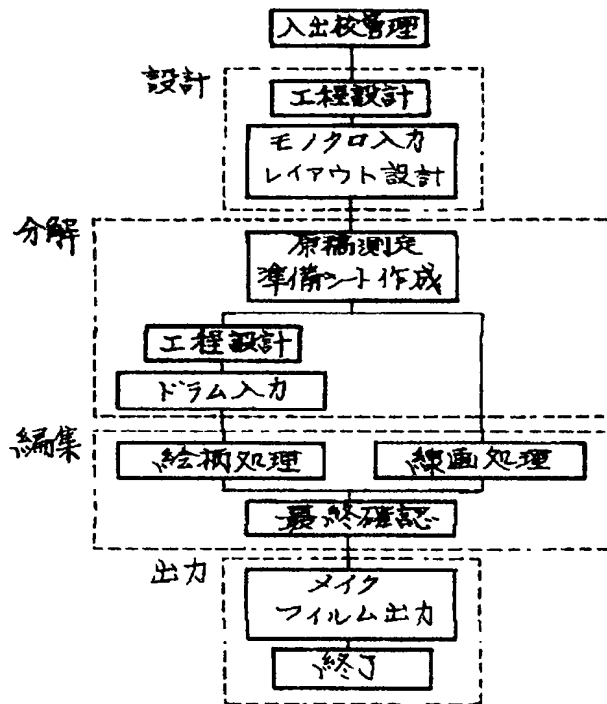 入出校管理
設計
工程設計
モノクロ入力
レイアウト設計
分解
原稿測定
準備シート作成
工程設計
ドラム入力
編集
絵柄処理
線画処理
最終確認
出力
メイク
フィルム出力
終了